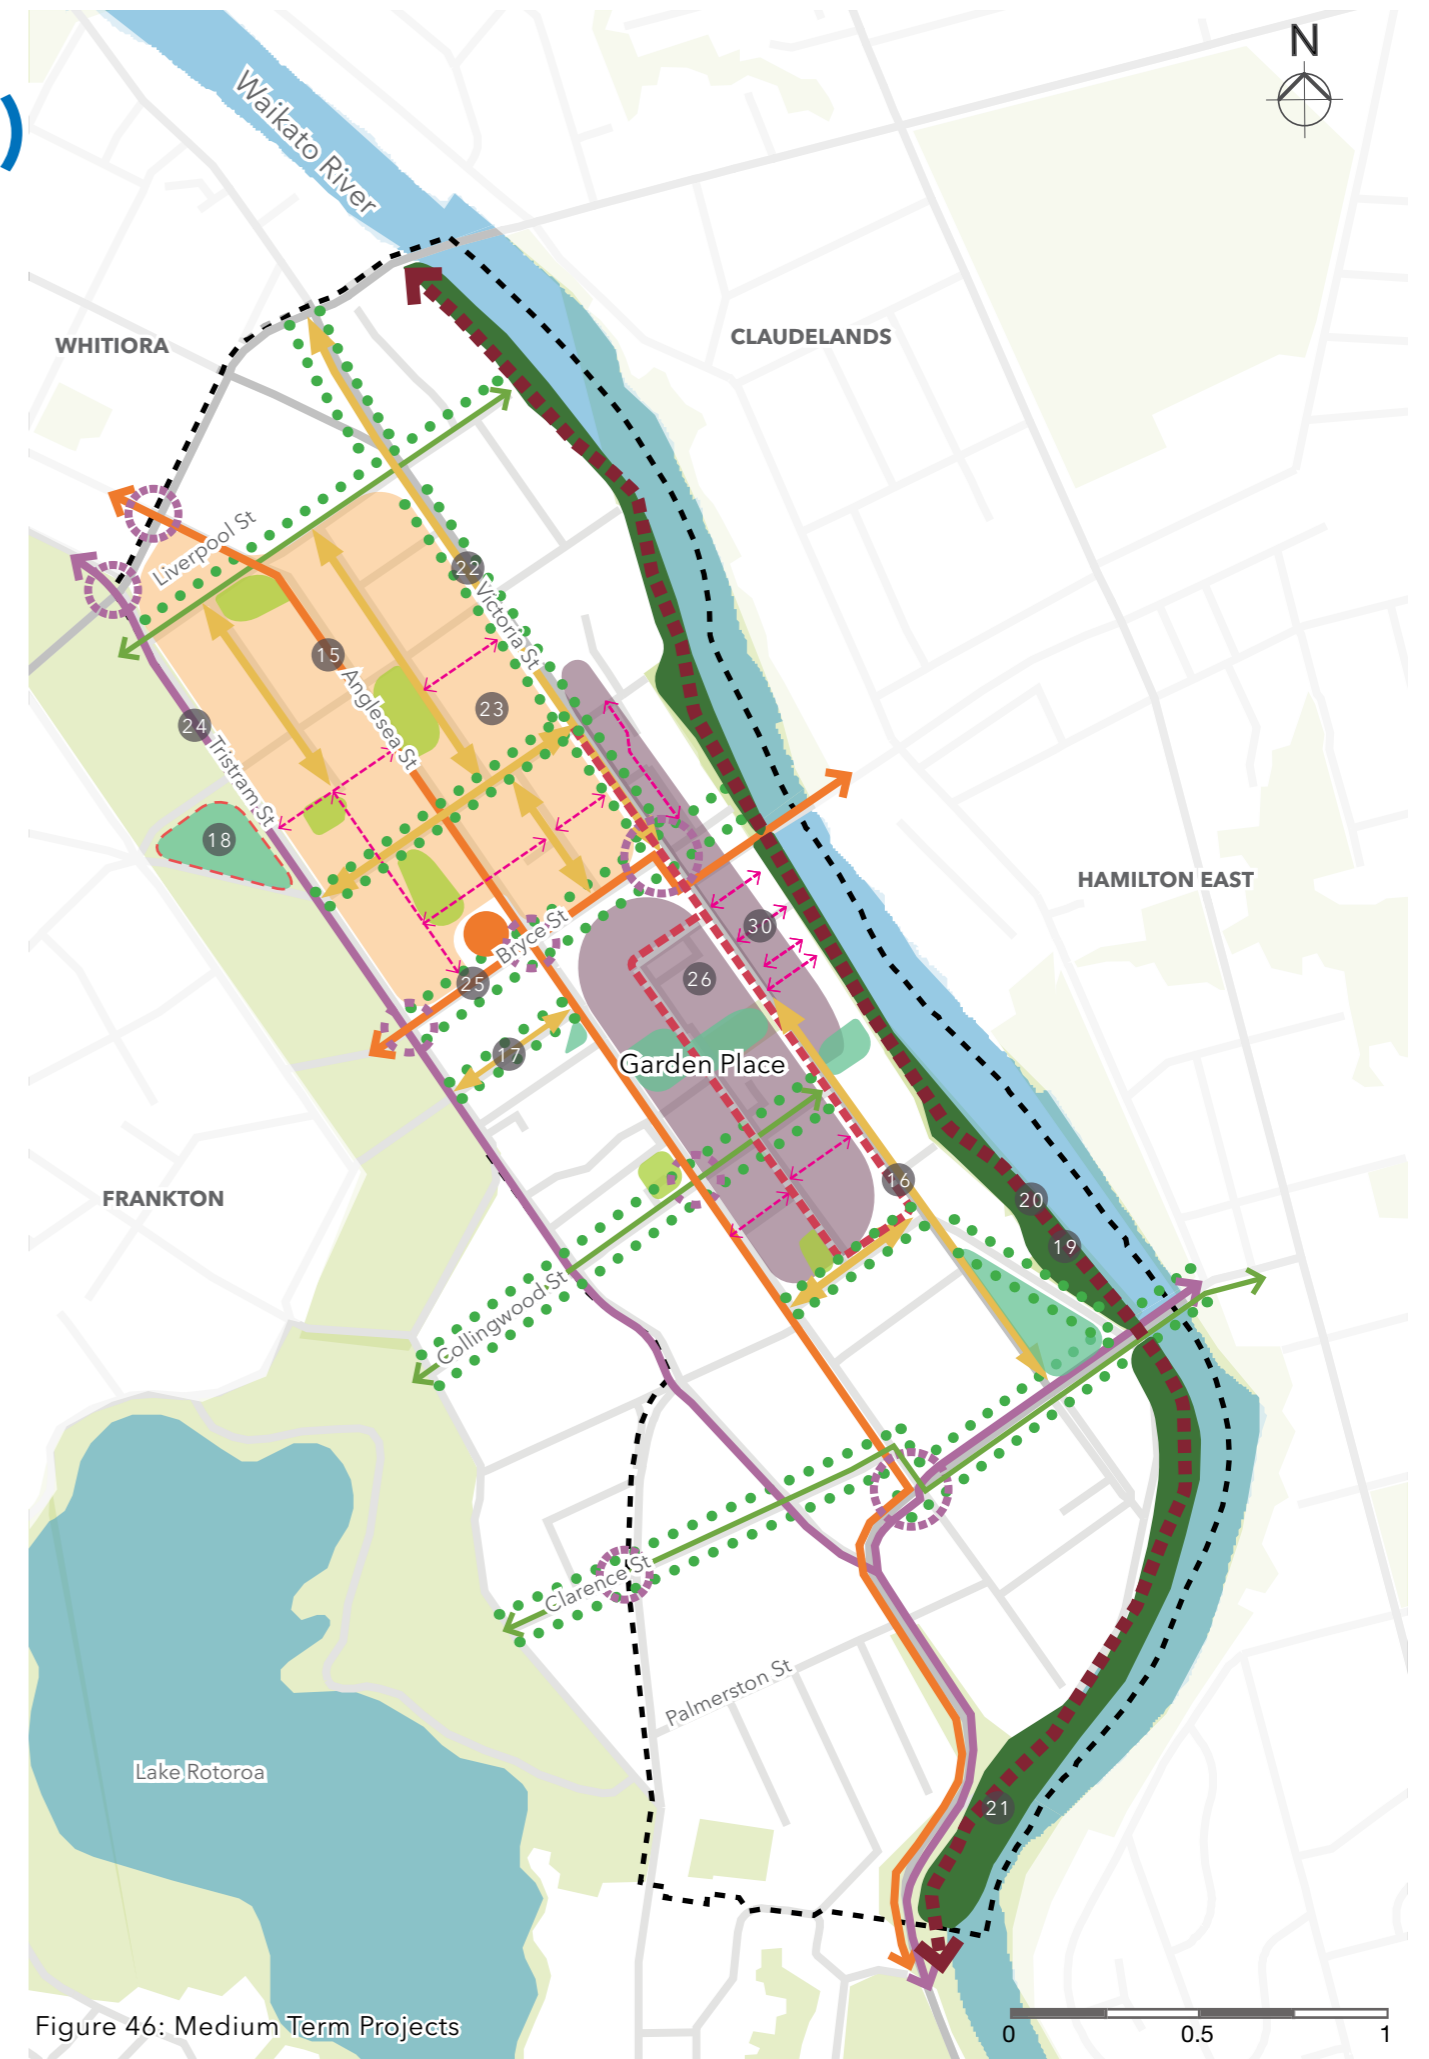 N
Waikato River
WHITIORA
CLAUDELANDS
Liverpool St
22
Victoria St
15
Anglesea St
23
24
Tristram St
18
HAMILTON EAST
30
Bryce St
26
25
17
Garden Place
16
FRANKTON
20
19
Collingwood St
Clarence St
Palmerston St
Lake Rotoroa
21
Figure 46: Medium Term Projects
0 0.5 1